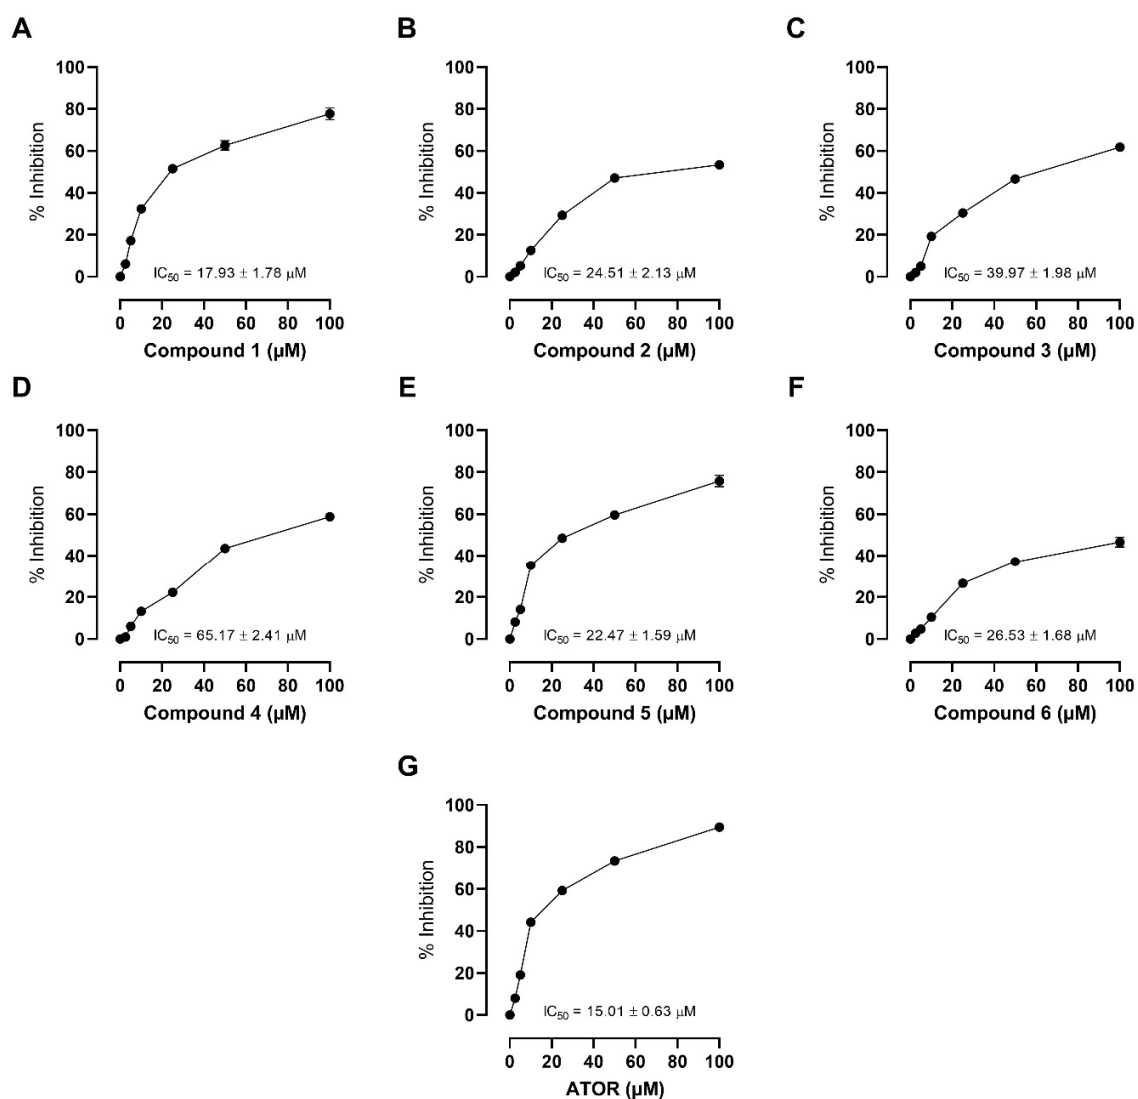 A
B
C
100
80
60
40
20
0
% Inhibition
IC50 = 17.93 ± 1.78 µM
0 20 40 60 80 100
Compound 1 (µM)
100
80
60
40
20
0
% Inhibition
IC50 = 24.51 ± 2.13 µM
0 20 40 60 80 100
Compound 2 (µM)
100
80
60
40
20
0
% Inhibition
IC50 = 39.97 ± 1.98 µM
0 20 40 60 80 100
Compound 3 (µM)
D
E
F
100
80
60
40
20
0
% Inhibition
IC50 = 65.17 ± 2.41 µM
0 20 40 60 80 100
Compound 4 (µM)
100
80
60
40
20
0
% Inhibition
IC50 = 22.47 ± 1.59 µM
0 20 40 60 80 100
Compound 5 (µM)
100
80
60
40
20
0
% Inhibition
IC50 = 26.53 ± 1.68 µM
0 20 40 60 80 100
Compound 6 (µM)
G
100
80
60
40
20
0
% Inhibition
IC50 = 15.01 ± 0.63 µM
0 20 40 60 80 100
ATOR (µM)